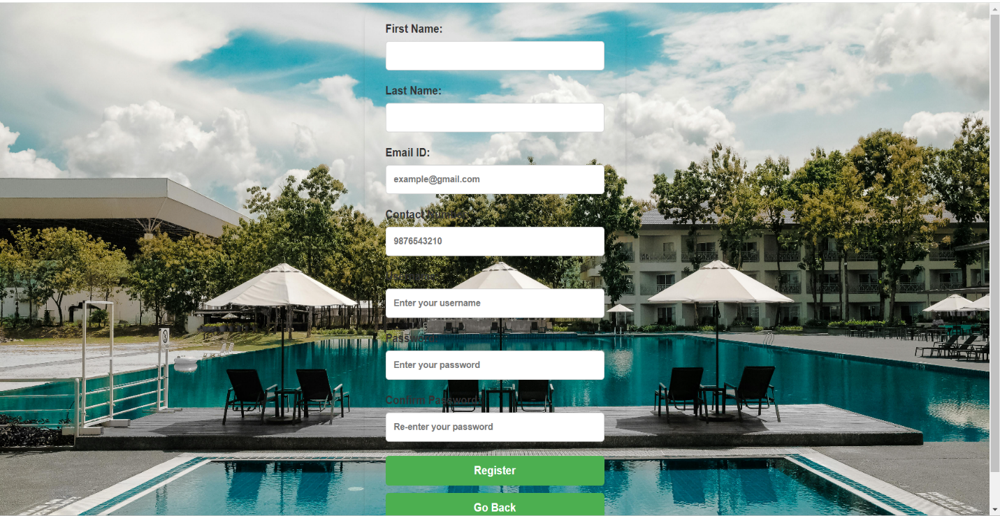 First Name:
Last Name:
Email ID:
example@gmail.com
Contact Number:
9876543210
Enter your username
Password:
Enter your password
Confirm Password:
Re-enter your password
Register
Go Back